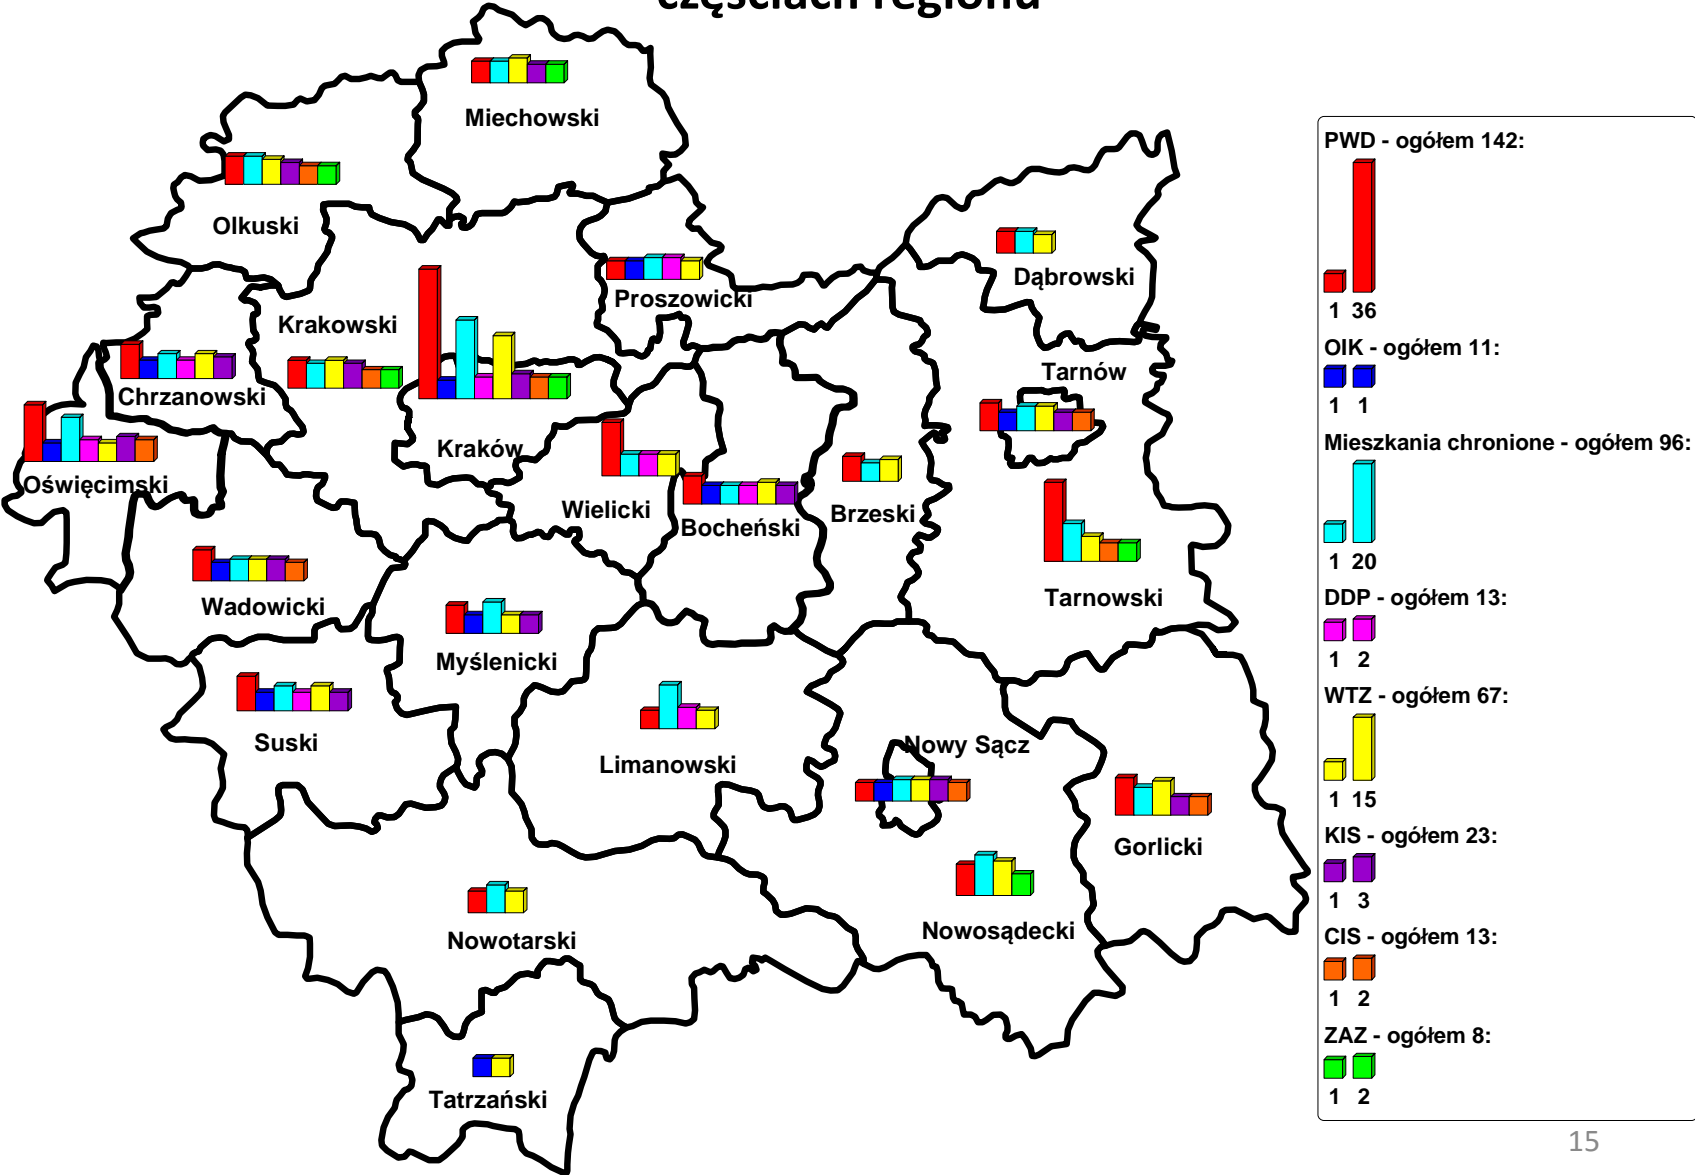 częściach regionu
Miechowski
Olkuski
Proszowicki
Dąbrowski
Krakowski
Tarnów
Chrzanowski
Kraków
Oświęcimski
Wielicki
Bocheński
Brzeski
Wadowicki
Tarnowski
Myślenicki
Suski
Limanowski
Nowy Sącz
Gorlicki
Nowotarski
Nowosądecki
Tatrzański
PWD - ogółem 142:
1 36
OIK - ogółem 11:
1 1
Mieszkania chronione - ogółem 96:
1 20
DDP - ogółem 13:
1 2
WTZ - ogółem 67:
1 15
KIS - ogółem 23:
1 3
CIS - ogółem 13:
1 2
ZAZ - ogółem 8:
1 2
15